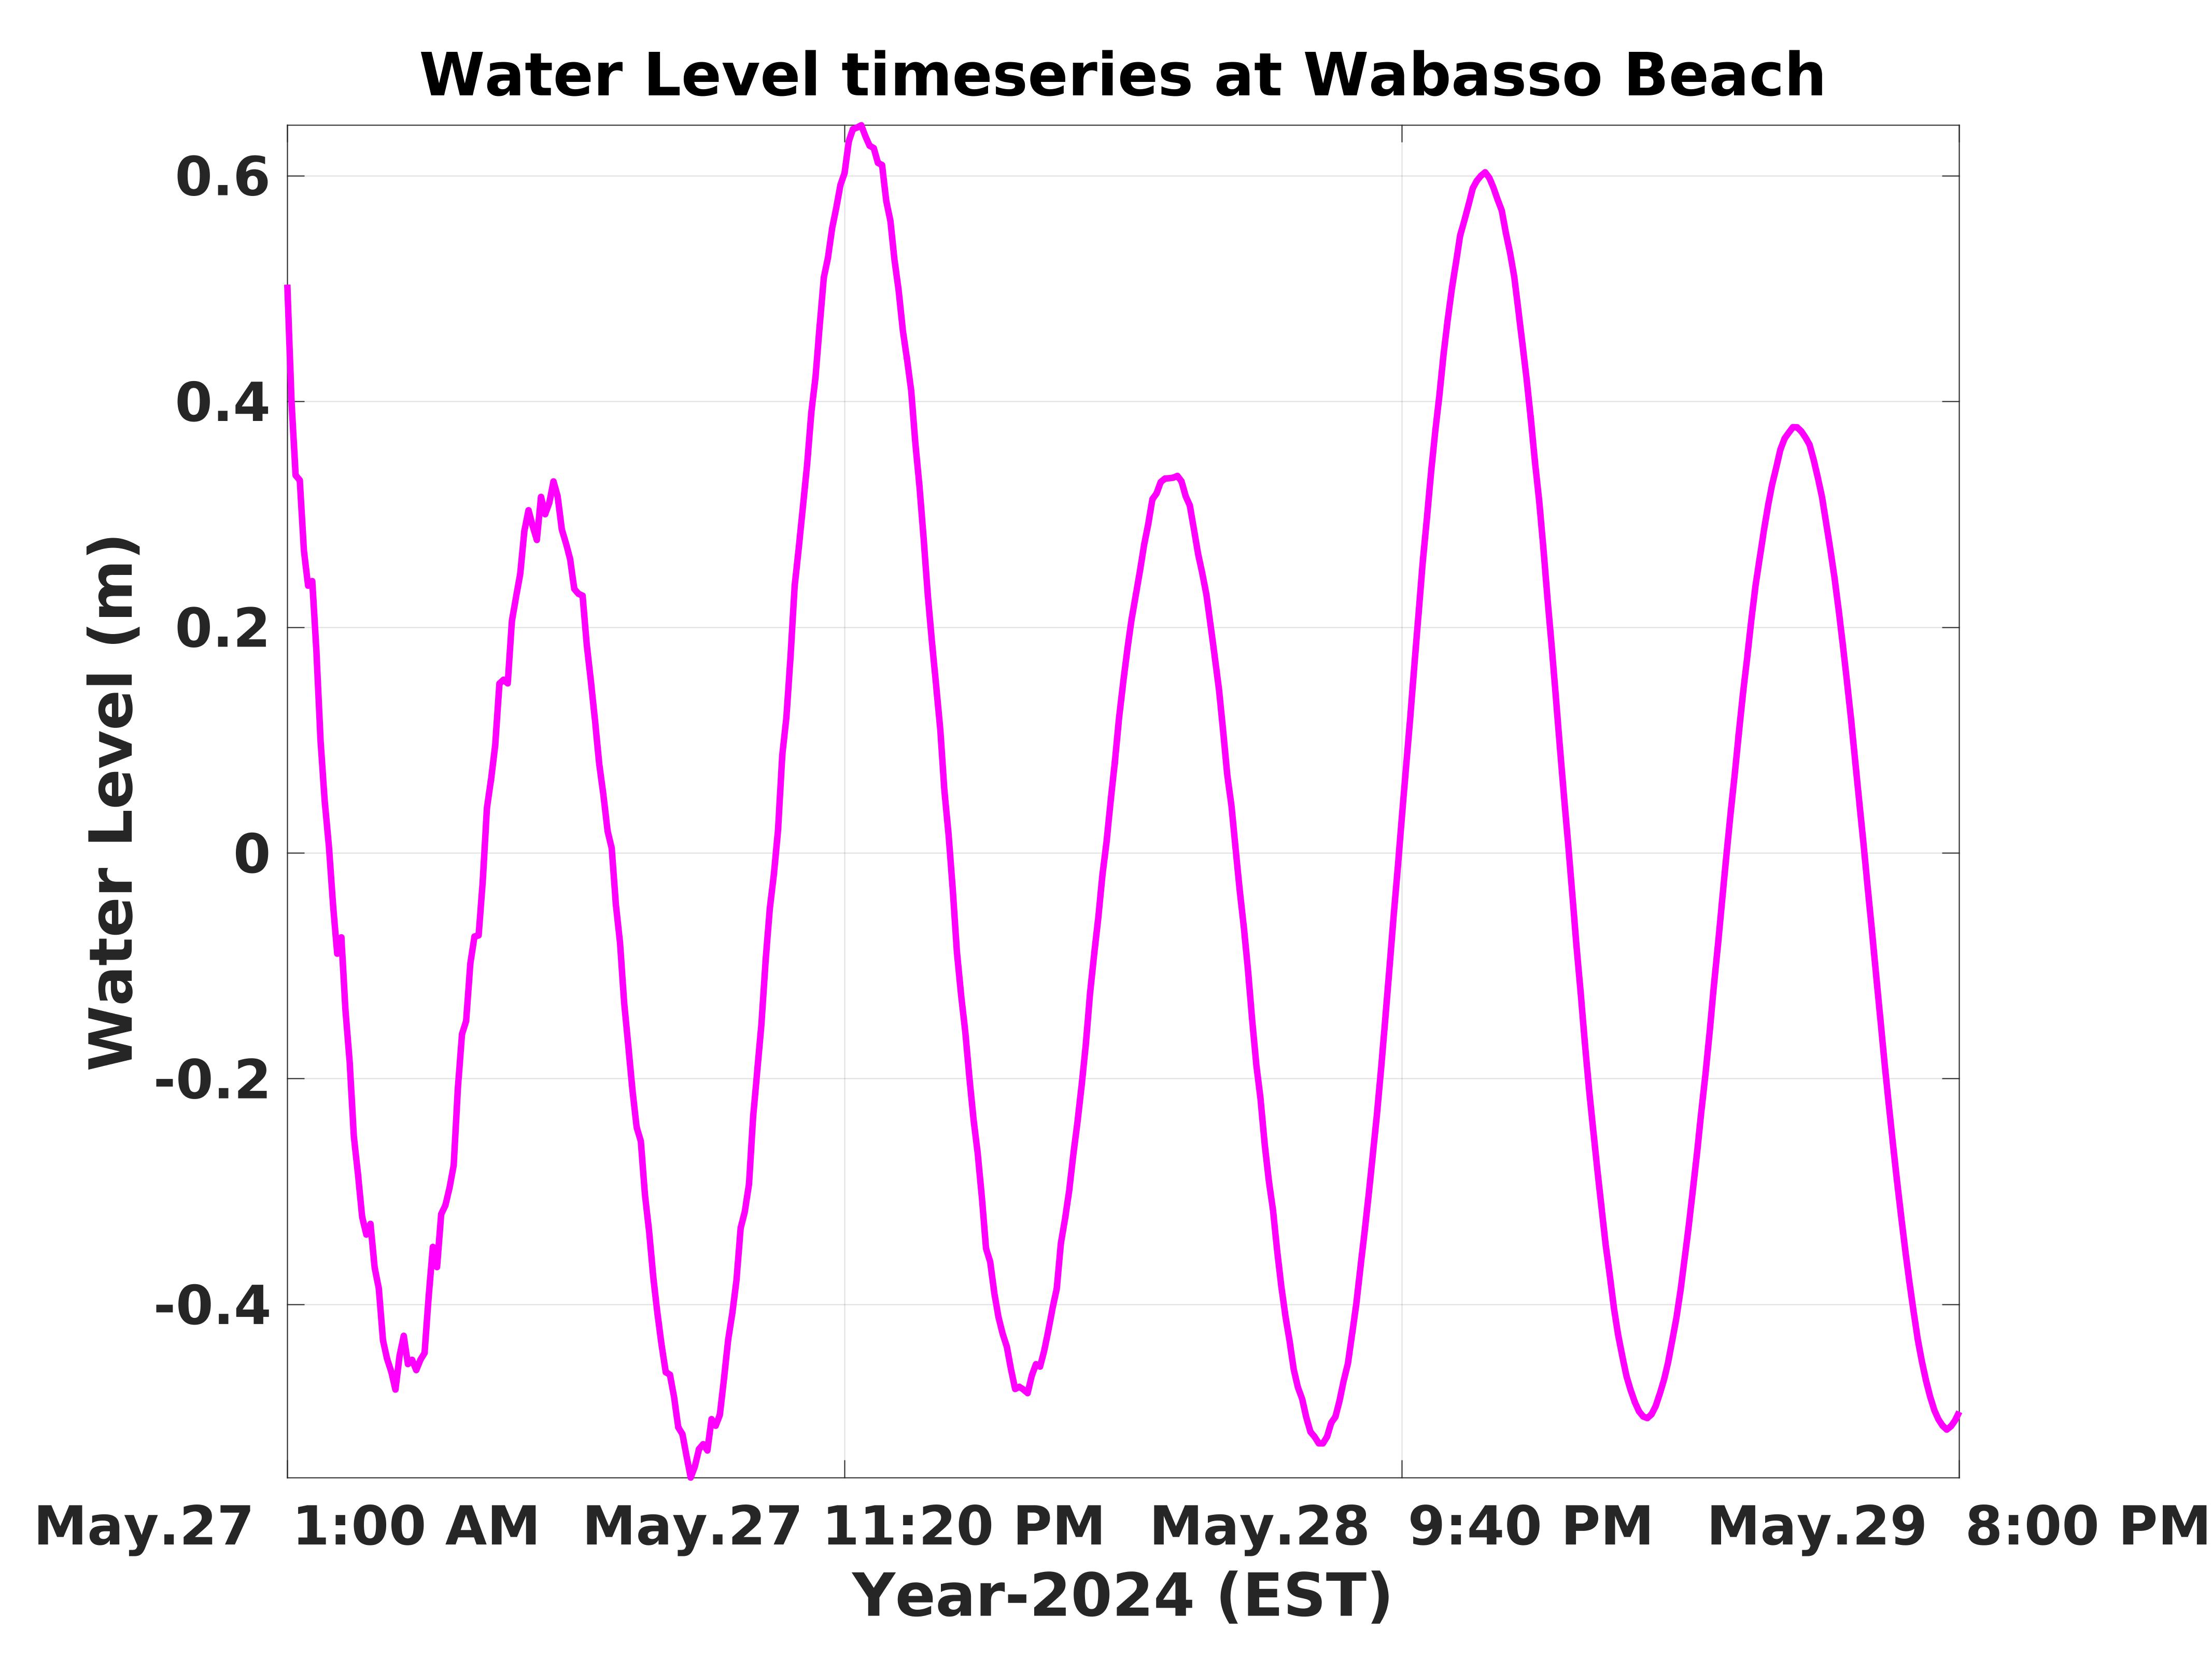 Water Level timeseries at Wabasso Beach
Water Level (m)
0.6
0.4
0.2
0
-0.2
-0.4
May.27 1:00 AM May.27 11:20 PM May.28 9:40 PM May.29 8:00 PM
Year-2024 (EST)